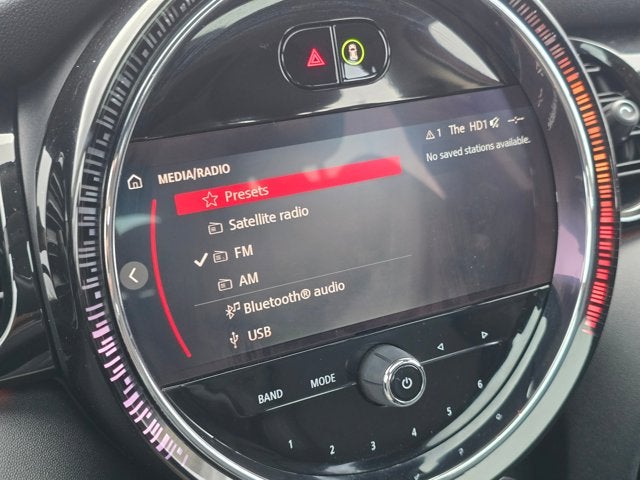 1 The HD1
MEDIA/RADIO
No saved stations available.
Presets
Satellite radio
FM
AM
Bluetooth® audio
USB
BAND MODE
1 2 3 4 5 6